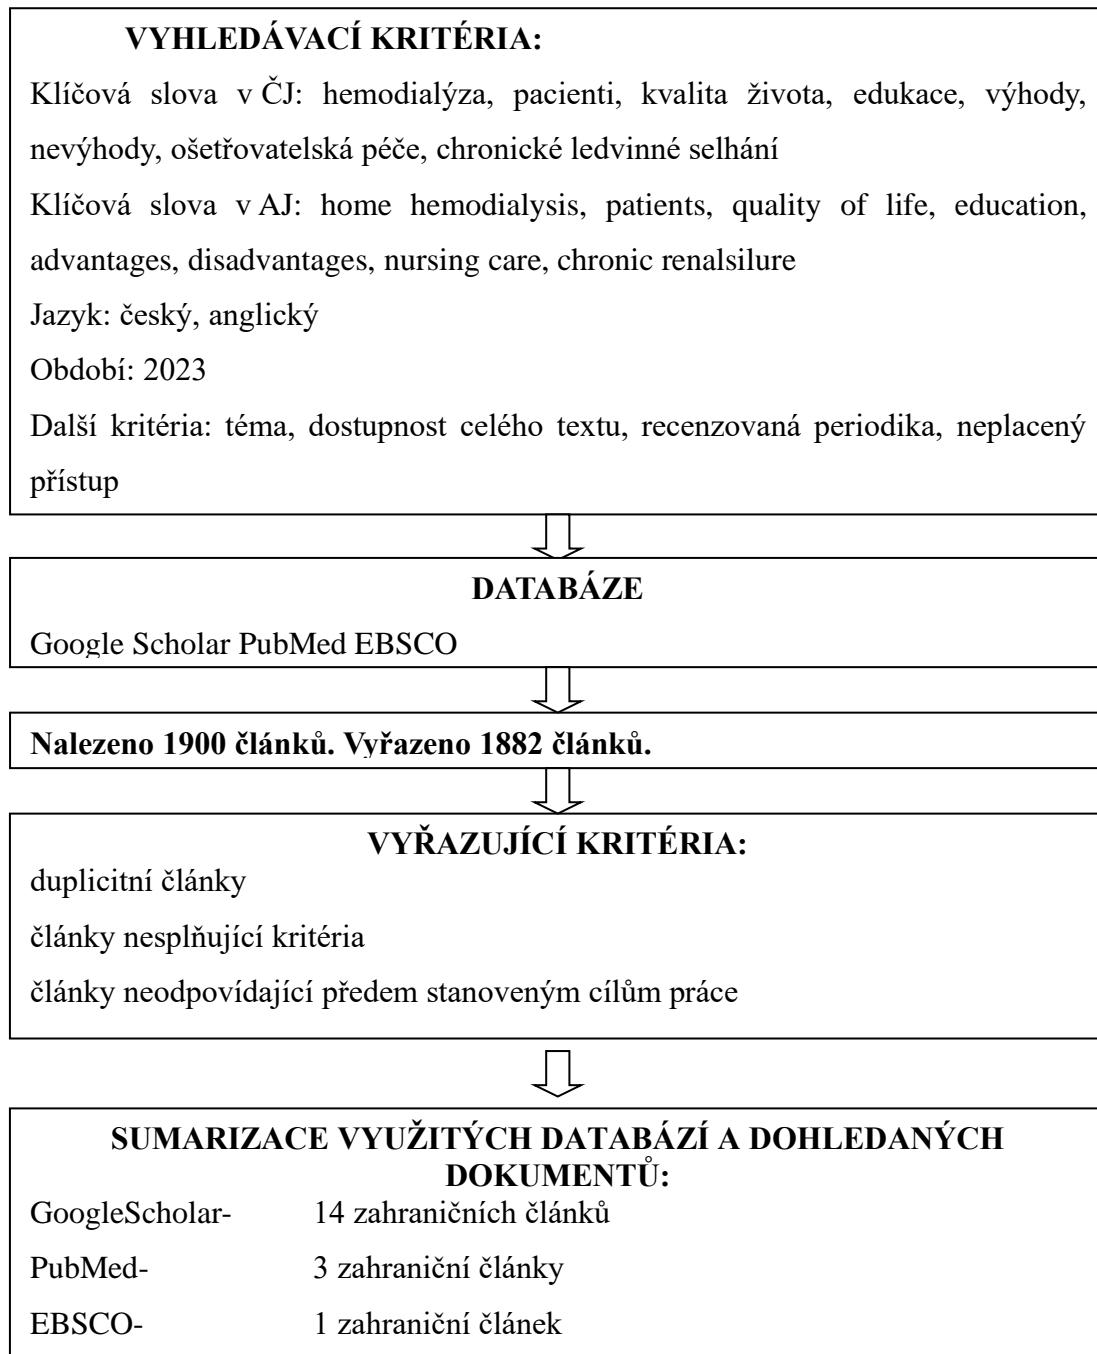 VYHLEDÁVACÍ KRITÉRIA:
Klíčová slova v ČJ: hemodialýza, pacienti, kvalita života, edukace, výhody,
nevýhody, ošetřovatelská péče, chronické ledvinné selhání
Klíčová slova v AJ: home hemodialysis, patients, quality of life, education,
advantages, disadvantages, nursing care, chronic renalsilure
Jazyk: český, anglický
Období: 2023
Další kritéria: téma, dostupnost celého textu, recenzovaná periodika, neplacený
přístup
DATABÁZE
Google Scholar PubMed EBSCO
Nalezeno 1900 článků. Vyřazeno 1882 článků.
VYŘAZUJÍCÍ KRITÉRIA:
duplicitní články
články nesplňující kritéria
články neodpovídající předem stanoveným cílům práce
SUMARIZACE VYUŽITÝCH DATABÁZÍ A DOHLEDANÝCH
DOKUMENTŮ:
GoogleScholar- 14 zahraničních článků
PubMed- 3 zahraniční články
EBSCO- 1 zahraniční článek